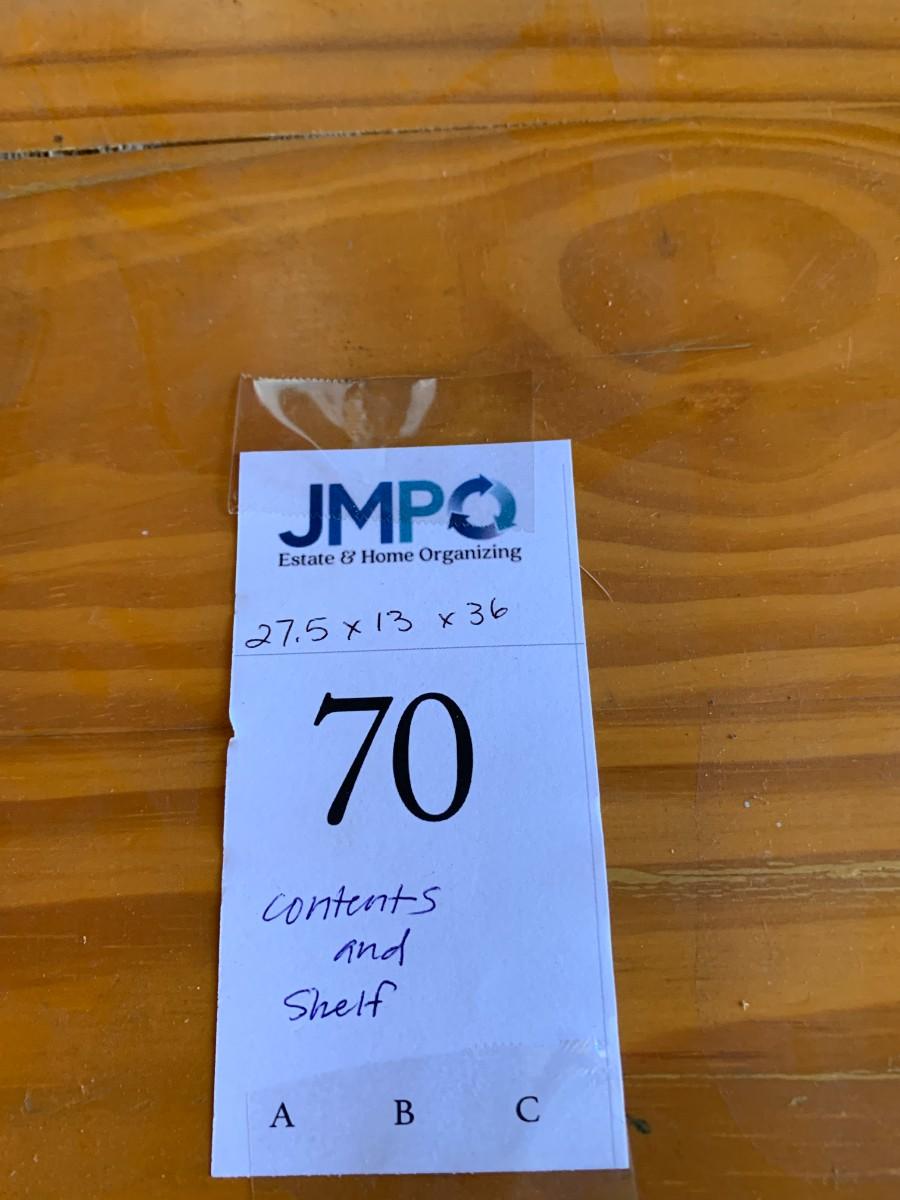 JMPO
Estate & Home Organizing
27.5 x 13 x 36
70
contents
and
Shelf
A B C